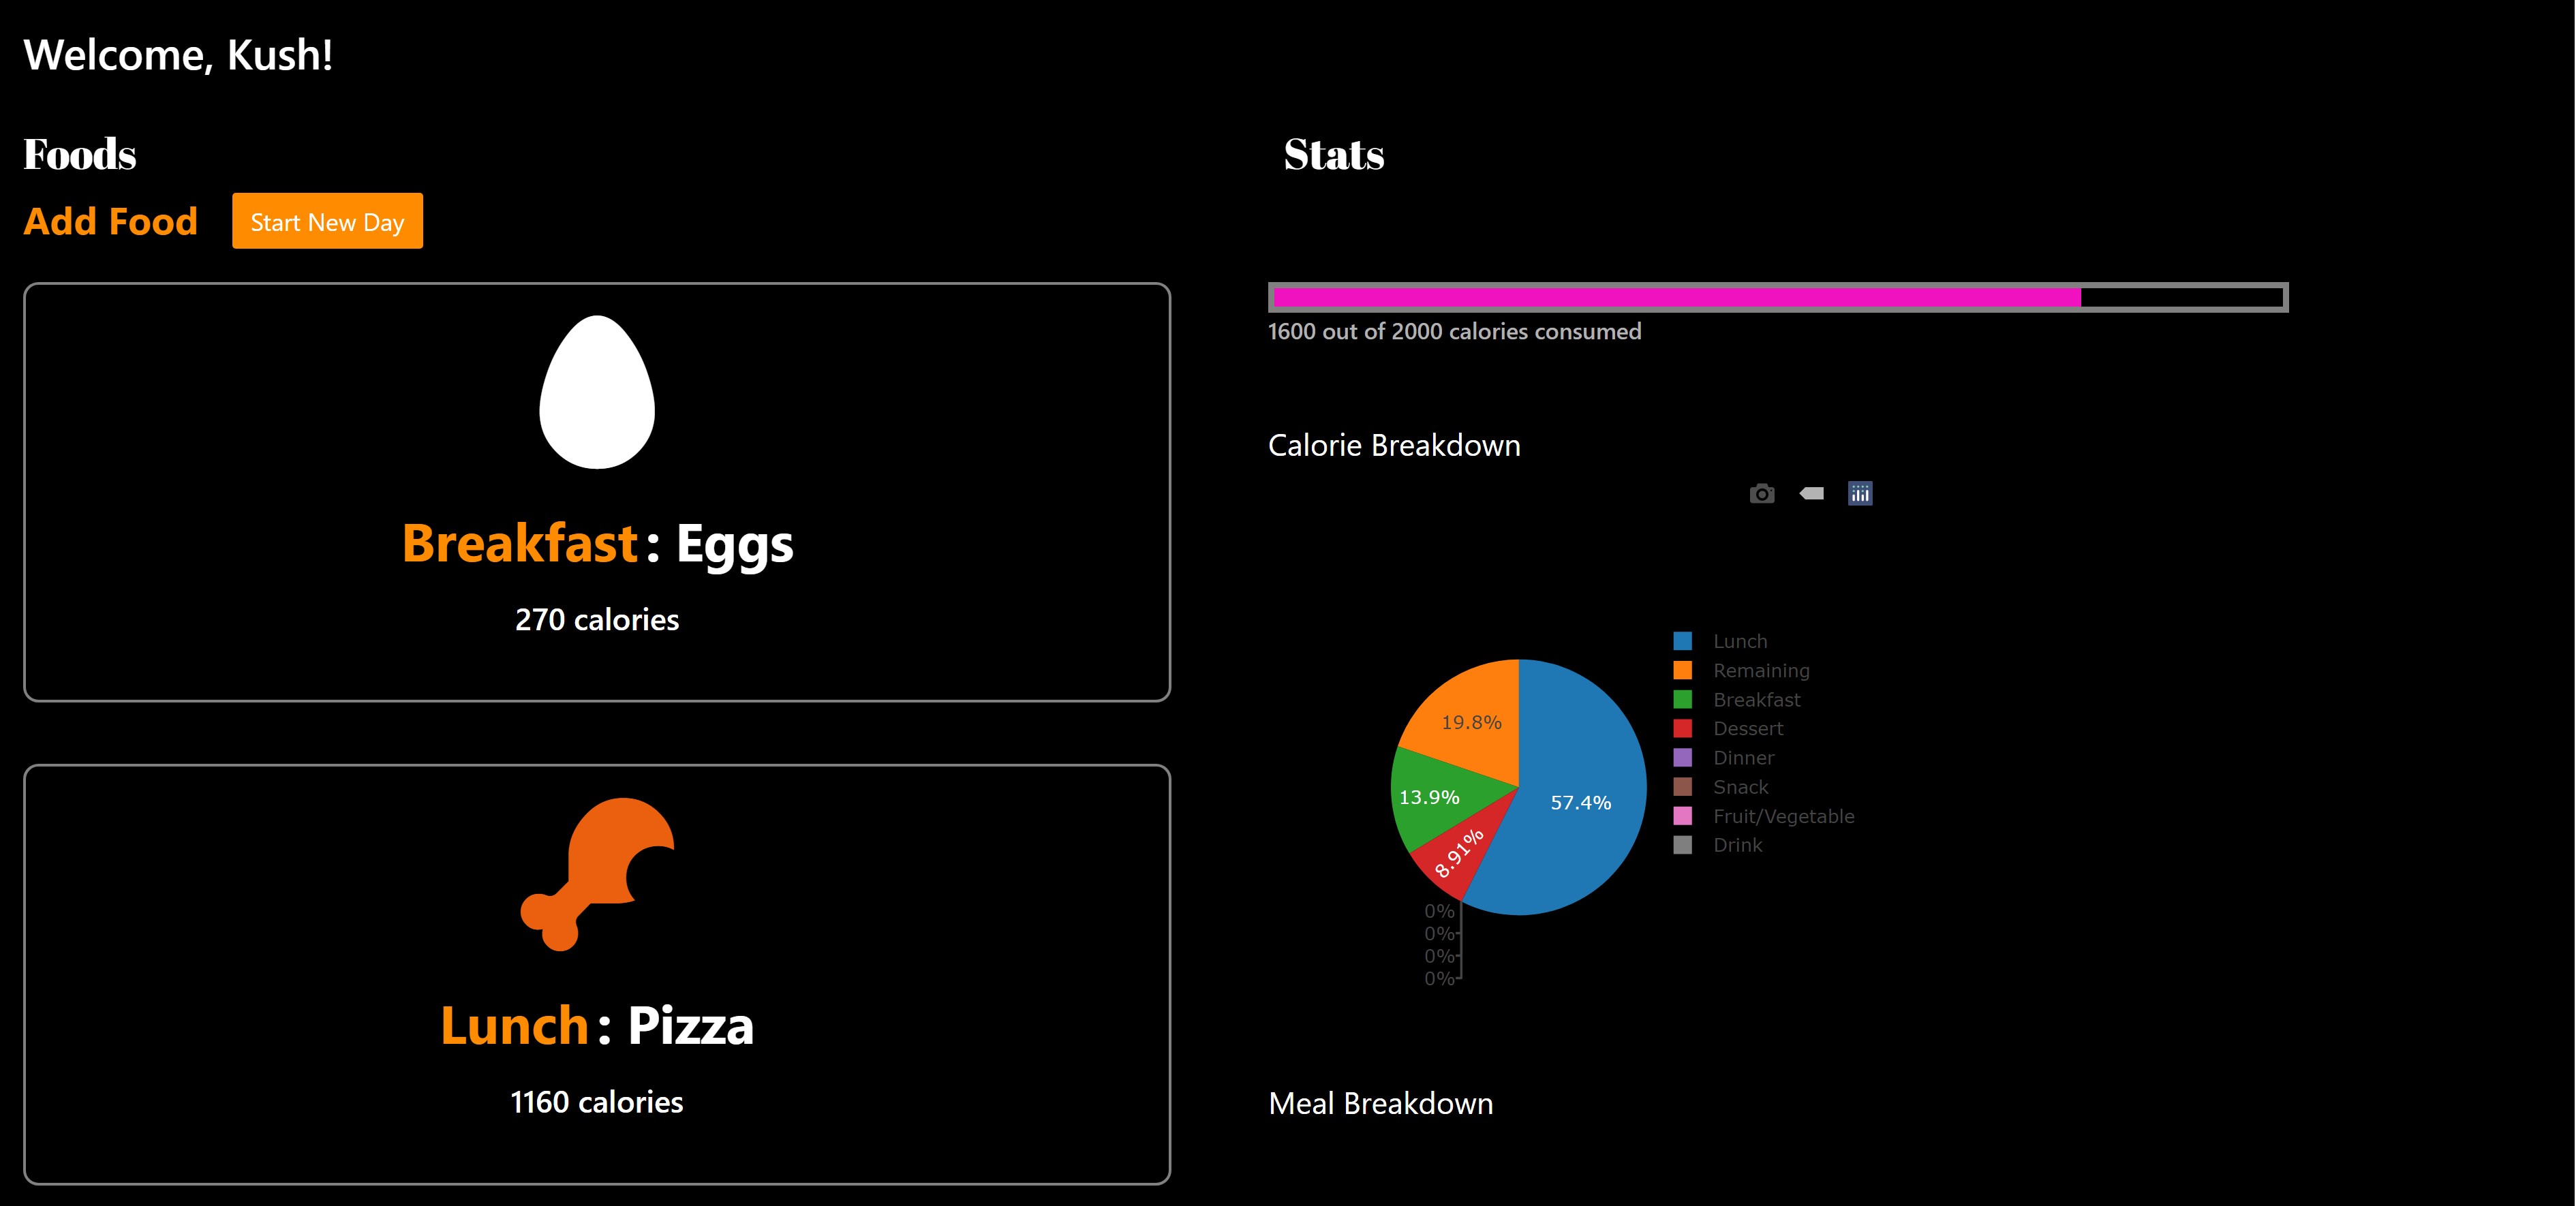 Welcome, Kush!
Foods
Add Food
Start New Day
Breakfast: Eggs
270 calories
Lunch: Pizza
1160 calories
Stats
1600 out of 2000 calories consumed
Calorie Breakdown
57.4%
19.8%
13.9%
8.91%
0%
0%
0%
0%
Lunch
Remaining
Breakfast
Dessert
Dinner
Snack
Fruit/Vegetable
Drink
Meal Breakdown